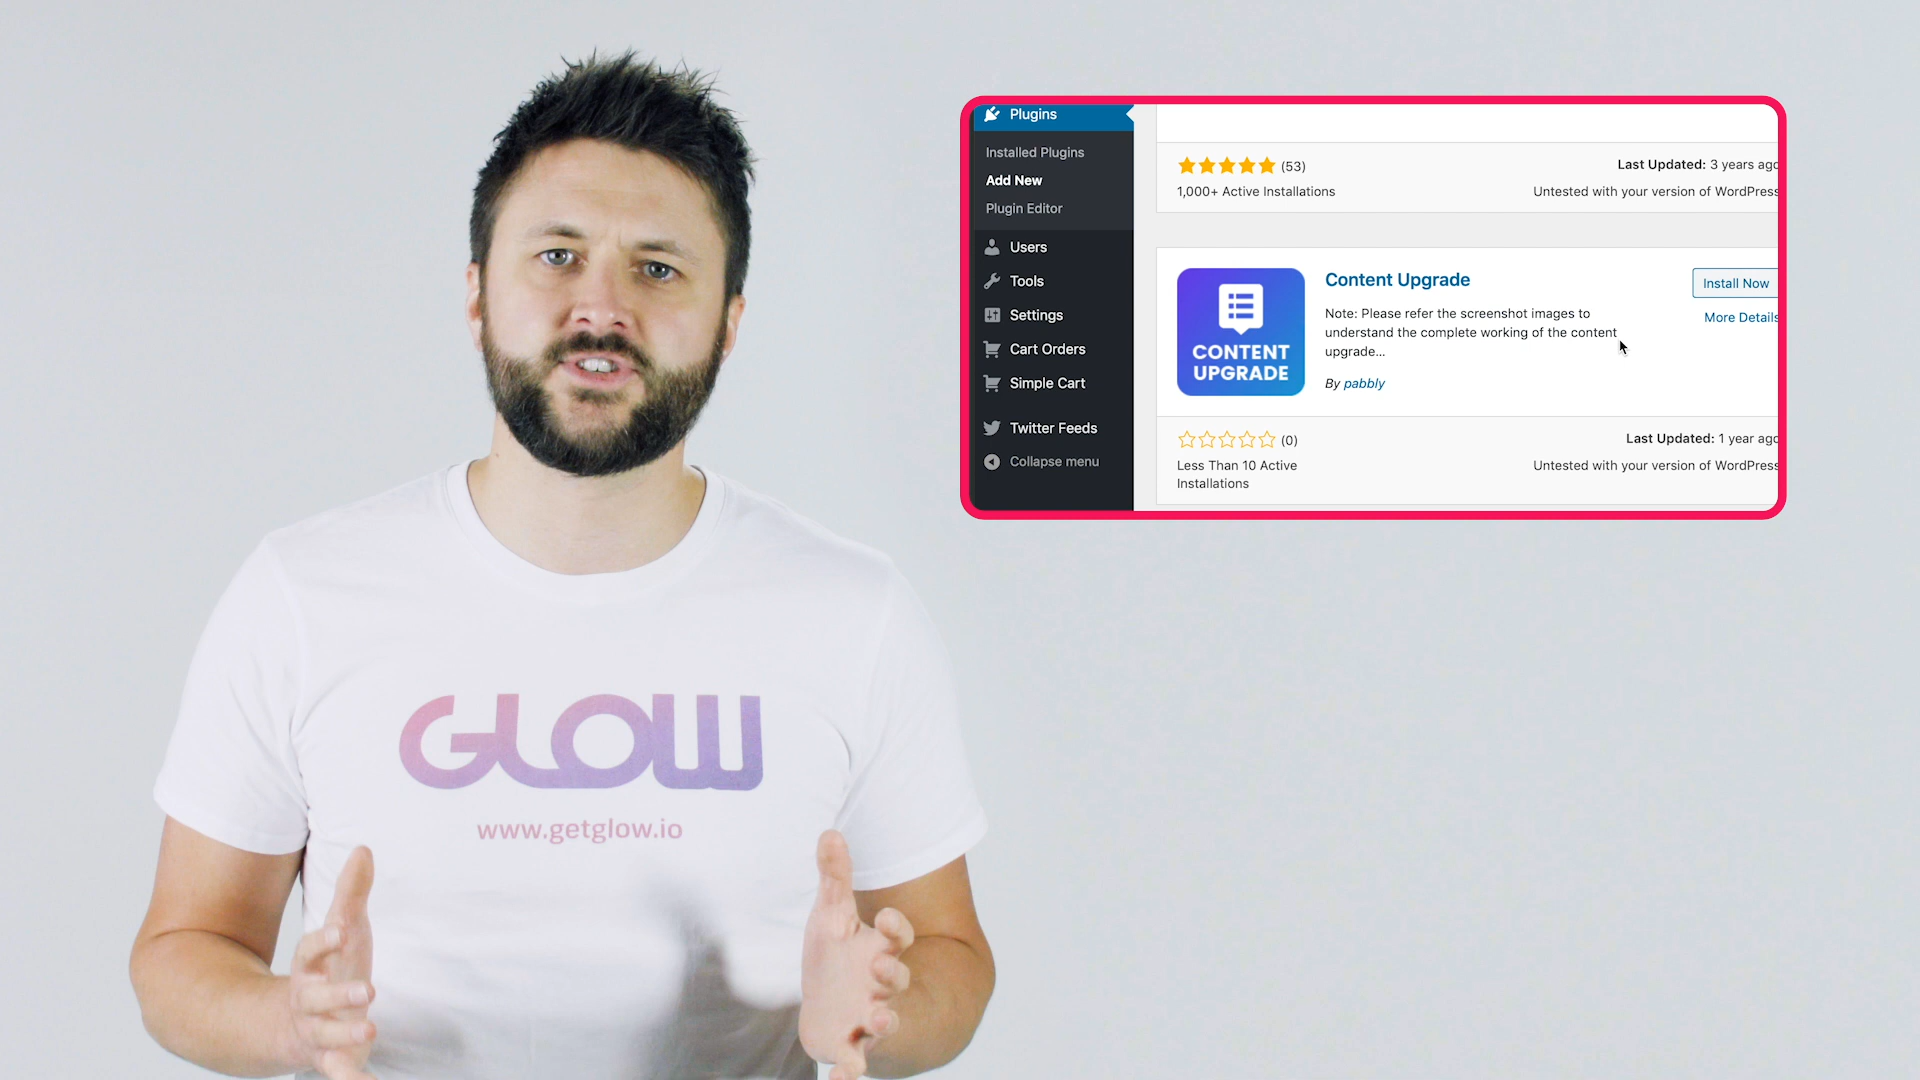 Plugins
Installed Plugins
Add New
Plugin Editor
Users
Tools
Settings
Cart Orders
Simple Cart
Twitter Feeds
Collapse menu
(53)
1,000+ Active Installations
Last Updated: 3 years ago
Untested with your version of WordPress
CONTENT
UPGRADE
Content Upgrade
Note: Please refer the screenshot images to
understand the complete working of the content
upgrade...
By pabbly
Install Now
More Details
(0)
Less Than 10 Active
Installations
Last Updated: 1 year ago
Untested with your version of WordPress
GLOW
www.getglow.io